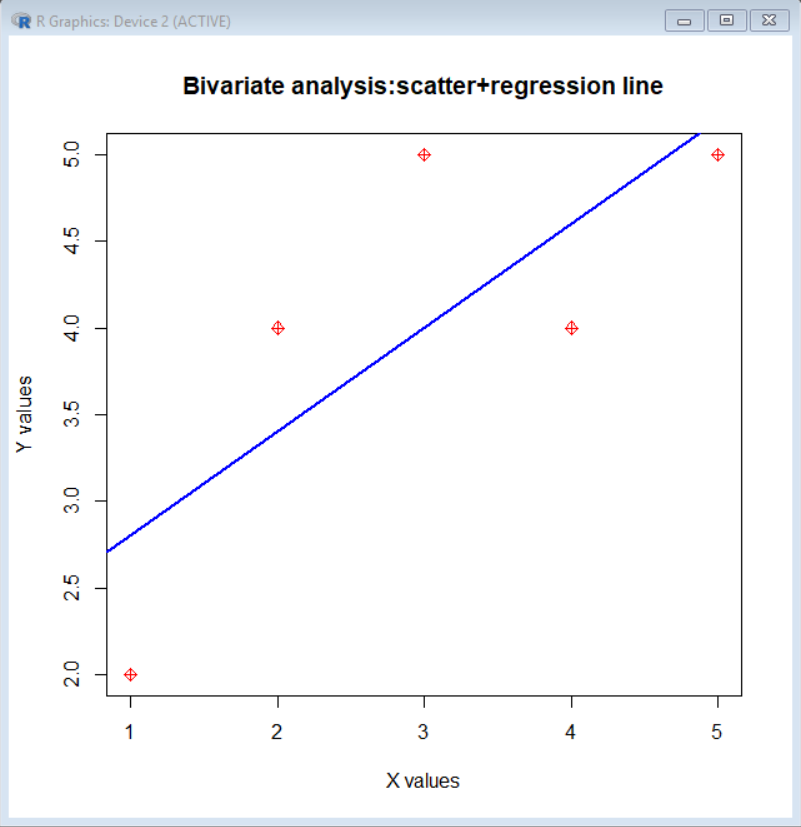 R Graphics: Device 2 (ACTIVE)
Bivariate analysis:scatter+regression line
5.0
4.5
4.0
3.5
3.0
2.5
2.0
Y values
1 2 3 4 5
X values